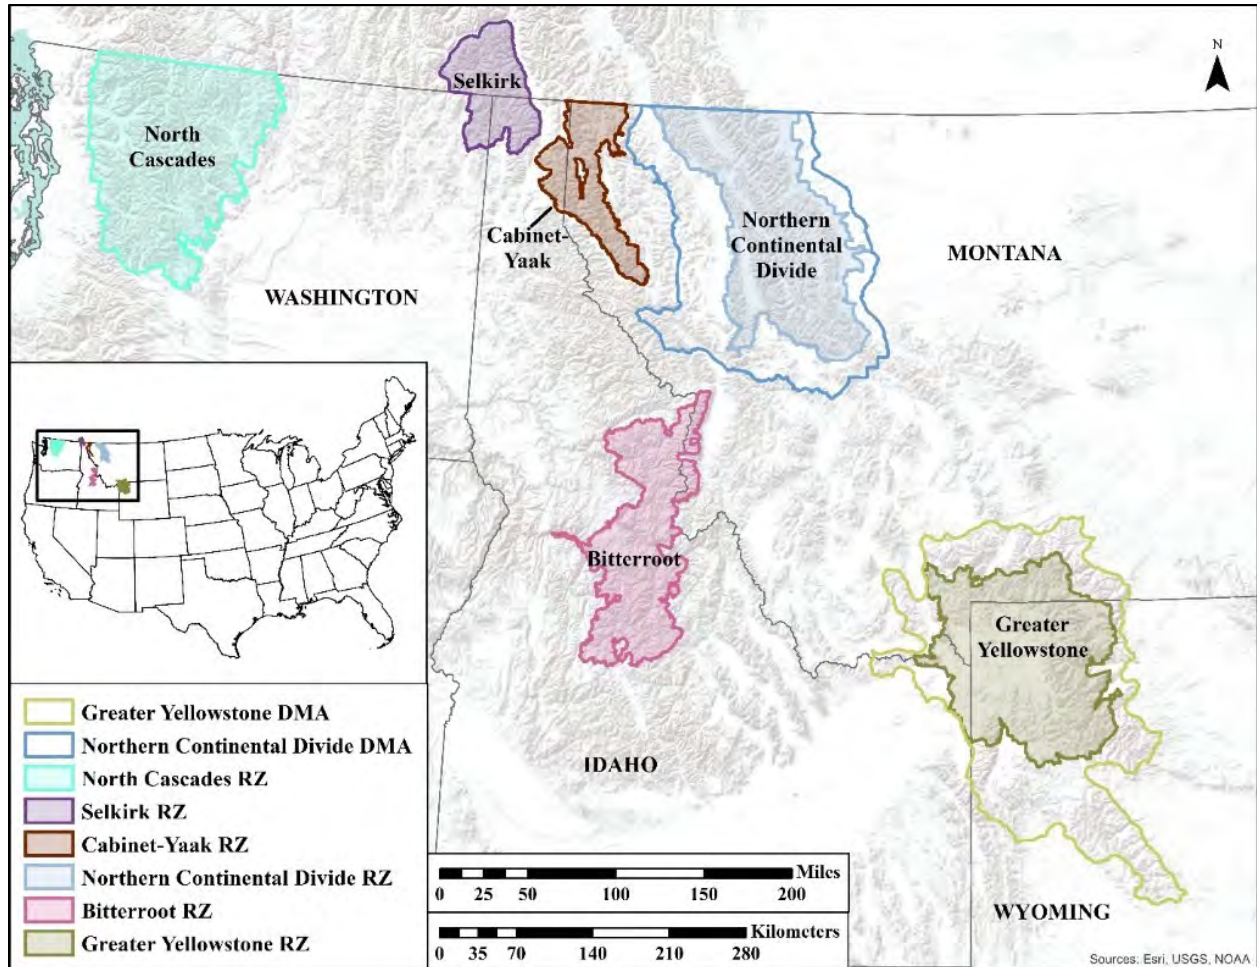 N
Selkirk
North
Cascades
Cabinet-
Yaak
Northern
Continental
Divide
MONTANA
WASHINGTON
Bitterroot
Greater
Yellowstone
IDAHO
WYOMING
Greater Yellowstone DMA
Northern Continental Divide DMA
North Cascades RZ
Selkirk RZ
Cabinet-Yaak RZ
Northern Continental Divide RZ
Bitterroot RZ
Greater Yellowstone RZ
Miles
0 25 50 100 150 200
Kilometers
0 35 70 140 210 280
Sources: Esri, USGS, NOAA